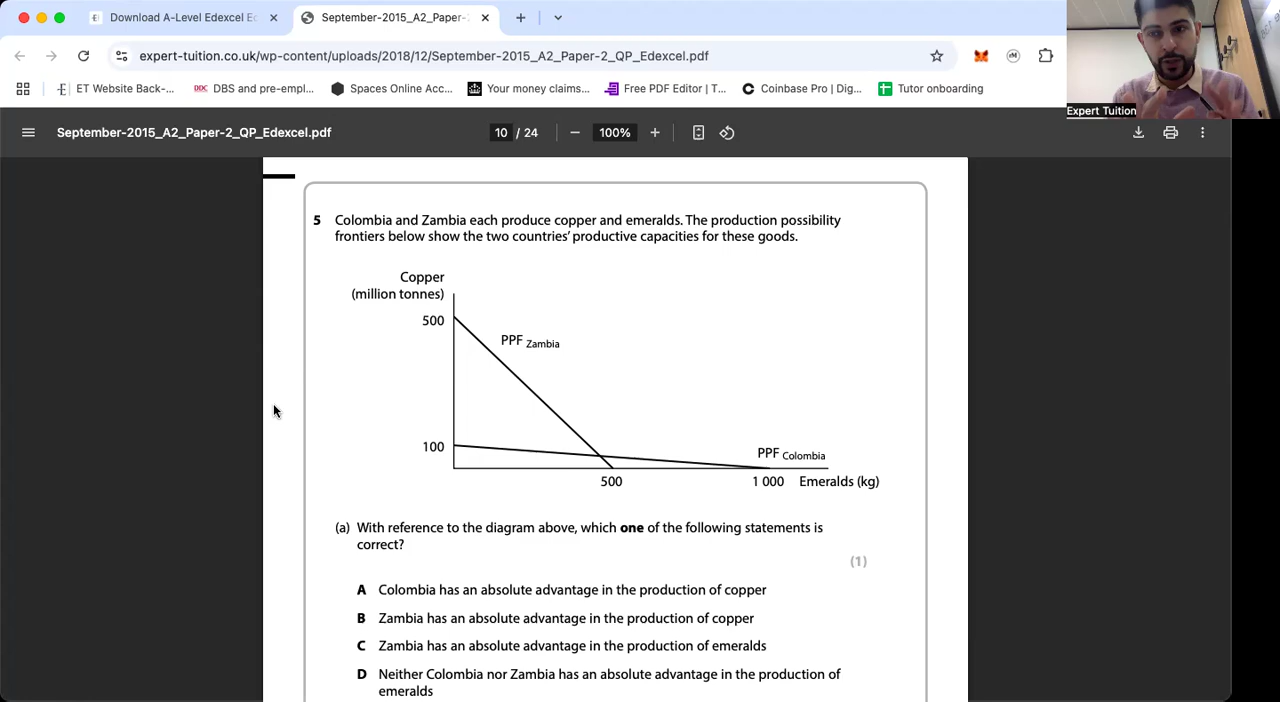 Download A-Level Edexcel Ec
September-2015_A2_Paper-2
expert-tuition.co.uk/wp-content/uploads/2018/12/September-2015_A2_Paper-2_QP_Edexcel.pdf
ET Website Back-...
DBS and pre-empl...
Spaces Online Acc...
Your money claims...
Free PDF Editor | T...
Coinbase Pro | Dig...
Tutor onboarding
Expert Tuition
September-2015_A2_Paper-2_QP_Edexcel.pdf
10 / 24
100%
5 Colombia and Zambia each produce copper and emeralds. The production possibility
frontiers below show the two countries' productive capacities for these goods.
Copper
(million tonnes)
500
PPF Zambia
100
PPF Colombia
500
1 000
Emeralds (kg)
(a) With reference to the diagram above, which one of the following statements is
correct?
(1)
A Colombia has an absolute advantage in the production of copper
B Zambia has an absolute advantage in the production of copper
C Zambia has an absolute advantage in the production of emeralds
D Neither Colombia nor Zambia has an absolute advantage in the production of
emeralds